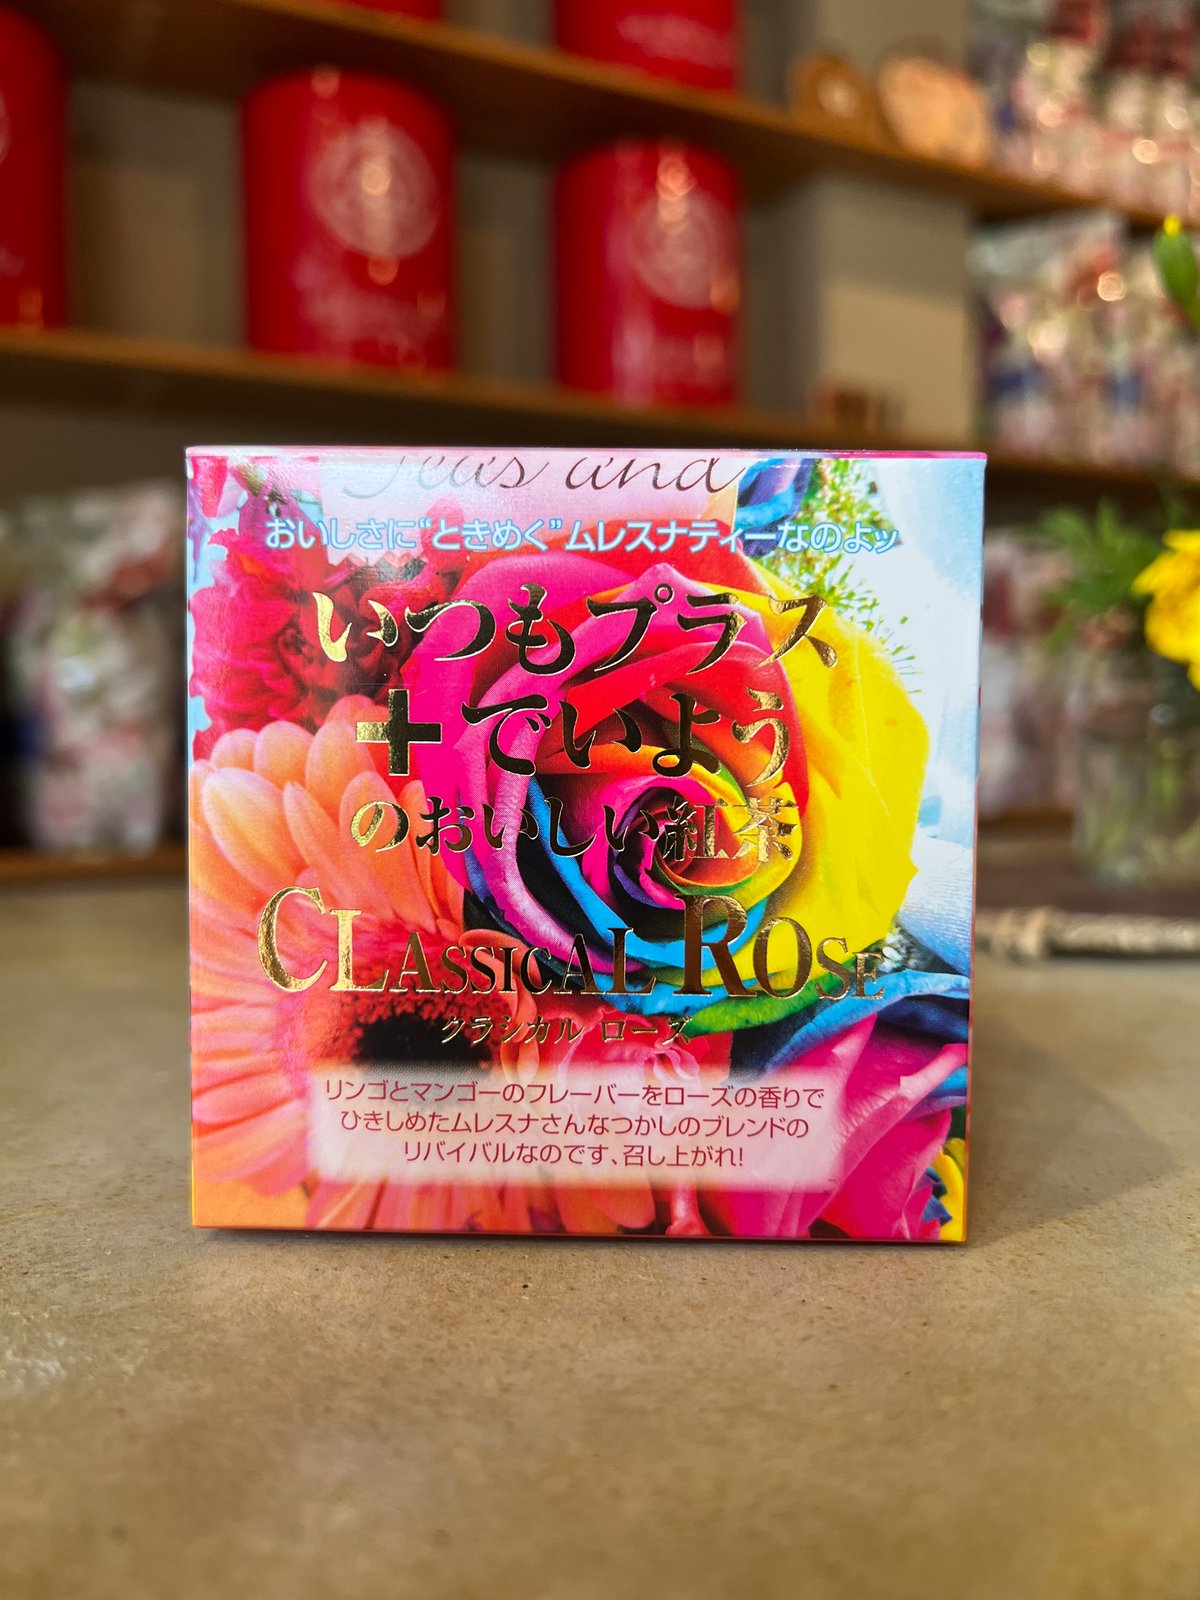 Teas and
おいしさに“ときめく”ムレスナティーなのよッ
いつもプラス
+でいよう
のおいしい紅茶
CLASSICAL ROSE
クラシカル ローズ
リンゴとマンゴーのフレーバーをローズの香りで
ひきしめたムレスナさんなつかしのブレンドの
リバイバルなのです、召し上がれ!